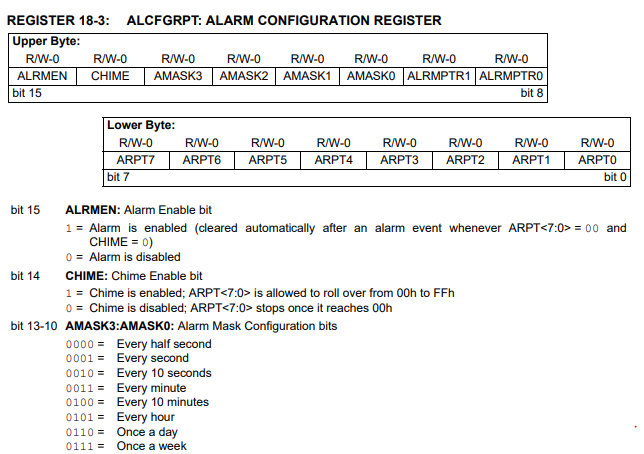 REGISTER 18-3: ALCFGRPT: ALARM CONFIGURATION REGISTER
Upper Byte:
R/W-0 R/W-0 R/W-0 R/W-0 R/W-0 R/W-0 R/W-0 R/W-0
ALRMEN CHIME AMASK3 AMASK2 AMASK1 AMASK0 ALRMPTR1 ALRMPTR0
bit 15 bit 8
Lower Byte:
R/W-0 R/W-0 R/W-0 R/W-0 R/W-0 R/W-0 R/W-0 R/W-0
ARPT7 ARPT6 ARPT5 ARPT4 ARPT3 ARPT2 ARPT1 ARPT0
bit 7 bit 0
bit 15 ALRMEN: Alarm Enable bit
1 = Alarm is enabled (cleared automatically after an alarm event whenever ARPT<7:0> = 00 and
CHIME = 0)
0 = Alarm is disabled
bit 14 CHIME: Chime Enable bit
1 = Chime is enabled; ARPT<7:0> is allowed to roll over from 00h to FFh
0 = Chime is disabled; ARPT<7:0> stops once it reaches 00h
bit 13-10 AMASK3:AMASK0: Alarm Mask Configuration bits
0000 = Every half second
0001 = Every second
0010 = Every 10 seconds
0011 = Every minute
0100 = Every 10 minutes
0101 = Every hour
0110 = Once a day
0111 = Once a week